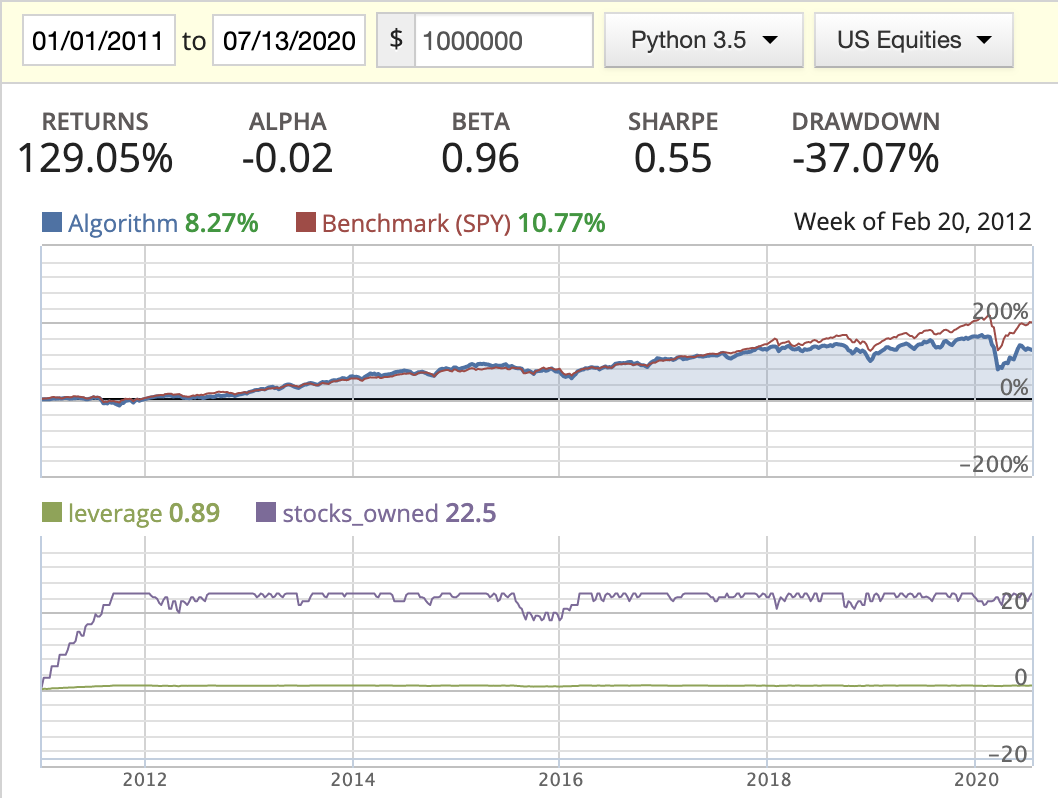 01/01/2011 to 07/13/2020 $ 1000000 Python 3.5 US Equities
RETURNS ALPHA BETA SHARPE DRAWDOWN
129.05% -0.02 0.96 0.55 -37.07%
Algorithm 8.27% Benchmark (SPY) 10.77% Week of Feb 20, 2012
200%
0%
−200%
leverage 0.89 stocks_owned 22.5
20
0
−20
2012 2014 2016 2018 2020